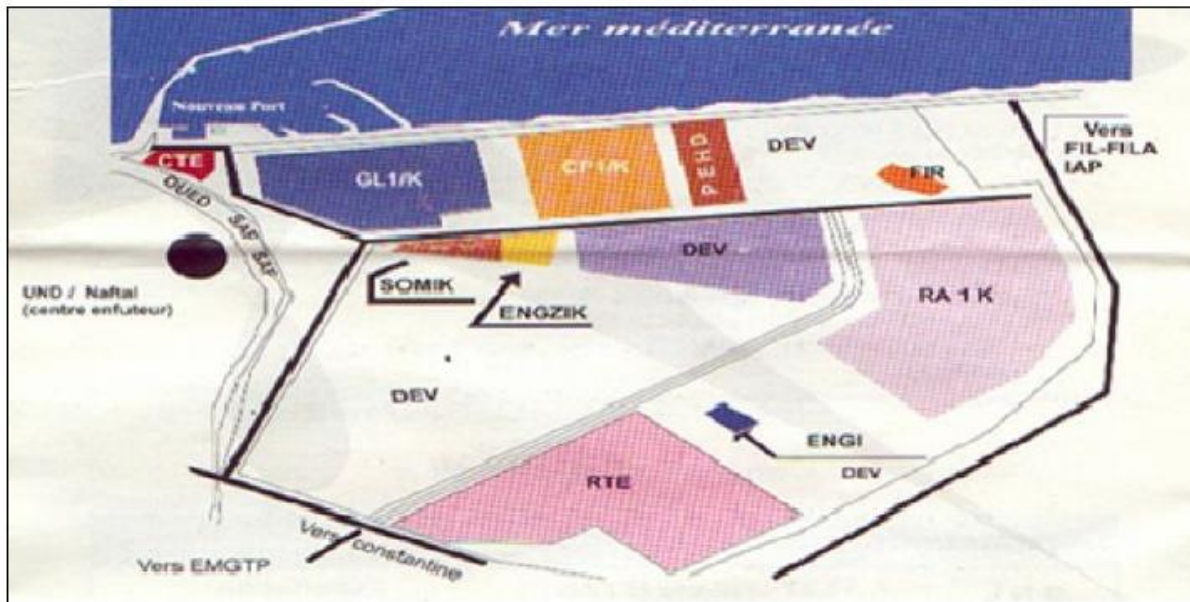 Mer méditerranée
Nouveau Port
CTE
GL1/K
CP1/K
PEHD
DEV
FIR
Vers
FIL-FILA
IAP
OUED SAF SAF
UND / Naftal
(centre enfuteur)
SOMIK
ENGZIIK
DEV
RA 1 K
DEV
ENGI
DEV
RTE
Vers constantine
Vers EMGTP